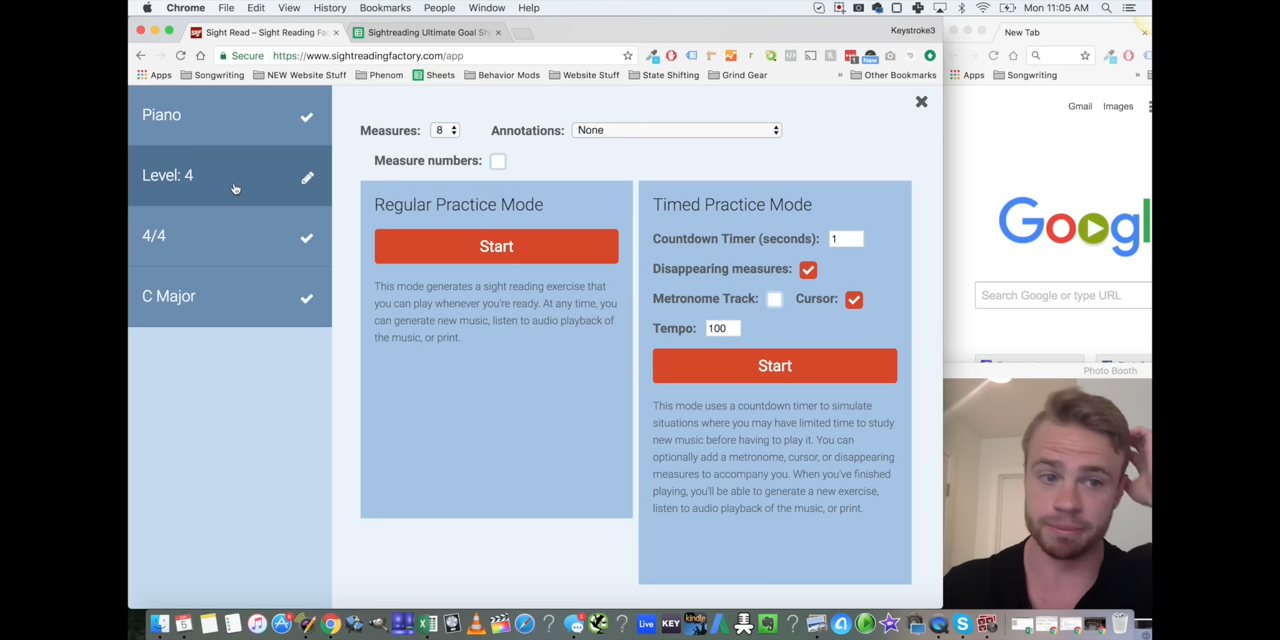 Chrome File Edit View History Bookmarks People Window Help Mon 11:05 AM
Sight Read – Sight Reading Fac × Sightreading Ultimate Goal She × Keystroke3 New Tab
Secure https://www.sightreadingfactory.com/app
Apps Songwriting NEW Website Stuff Phenom Sheets Behavior Mods Website Stuff State Shifting Grind Gear » Other Bookmarks Apps Songwriting »
Gmail Images
Piano
Level: 4
4/4
C Major
Measures: 8 Annotations: None
Measure numbers:
Regular Practice Mode
Start
This mode generates a sight reading exercise that
you can play whenever you're ready. At any time, you
can generate new music, listen to audio playback of
the music, or print.
Timed Practice Mode
Countdown Timer (seconds): 1
Disappearing measures:
Metronome Track: Cursor:
Tempo: 100
Start
This mode uses a countdown timer to simulate
situations where you may have limited time to study
new music before having to play it. You can
optionally add a metronome, cursor, or disappearing
measures to accompany you. When you've finished
playing, you'll be able to generate a new exercise,
listen to audio playback of the music, or print.
Googl
Search Google or type URL
Photo Booth
Live KEY kindle